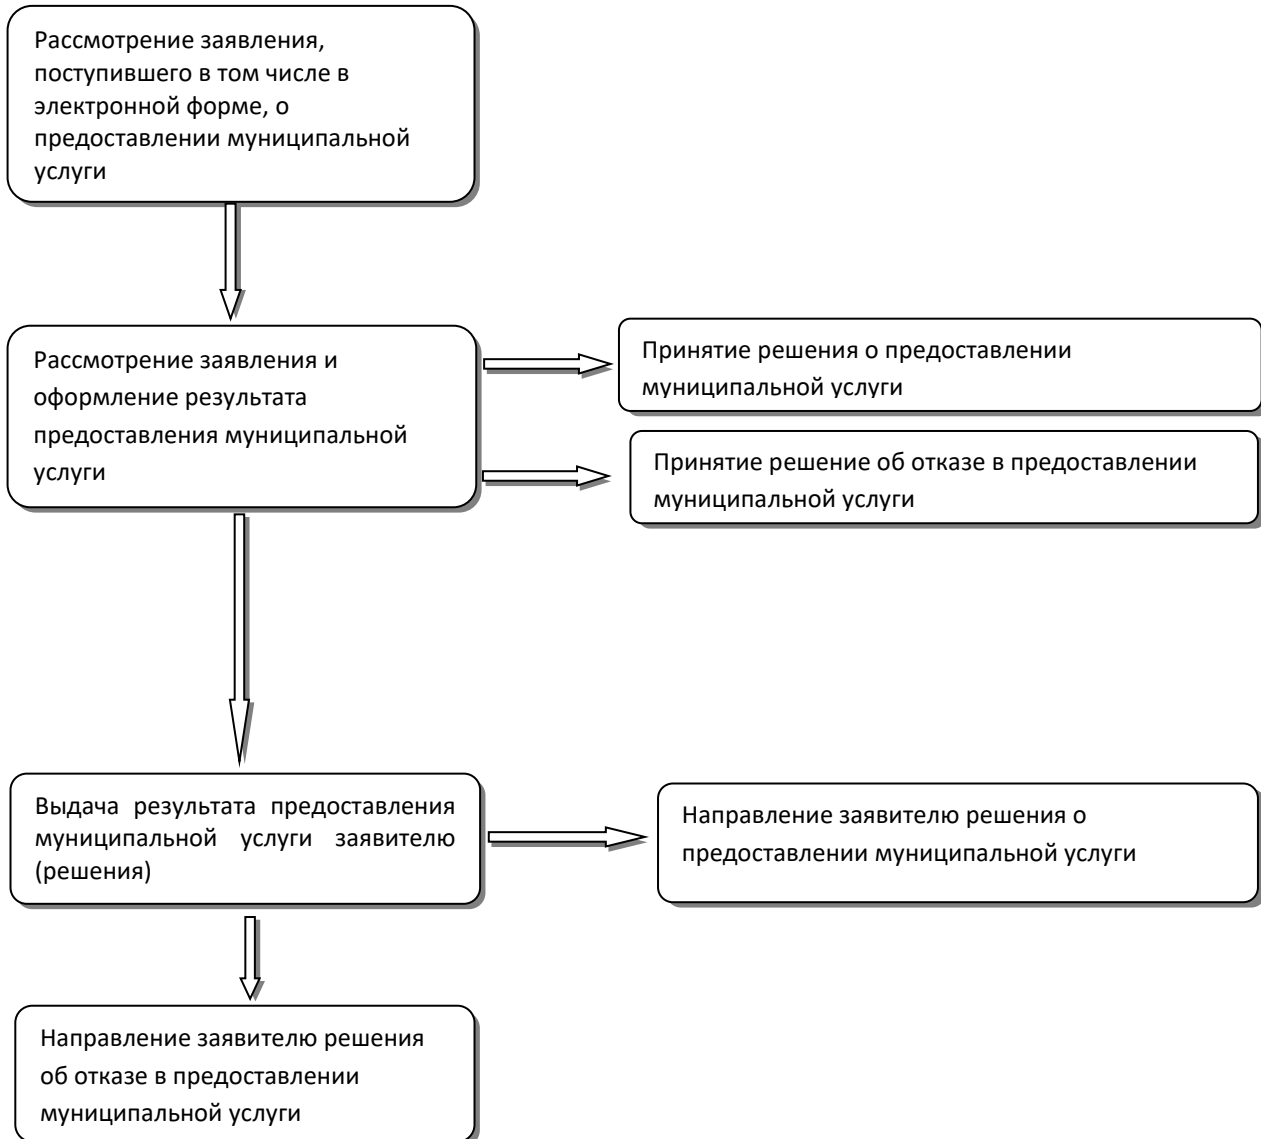 Рассмотрение заявления,
поступившего в том числе в
электронной форме, о
предоставлении муниципальной
услуги
Рассмотрение заявления и
оформление результата
предоставления муниципальной
услуги
Принятие решения о предоставлении
муниципальной услуги
Принятие решение об отказе в предоставлении
муниципальной услуги
Выдача результата предоставления
муниципальной услуги заявителю
(решения)
Направление заявителю решения о
предоставлении муниципальной услуги
Направление заявителю решения
об отказе в предоставлении
муниципальной услуги